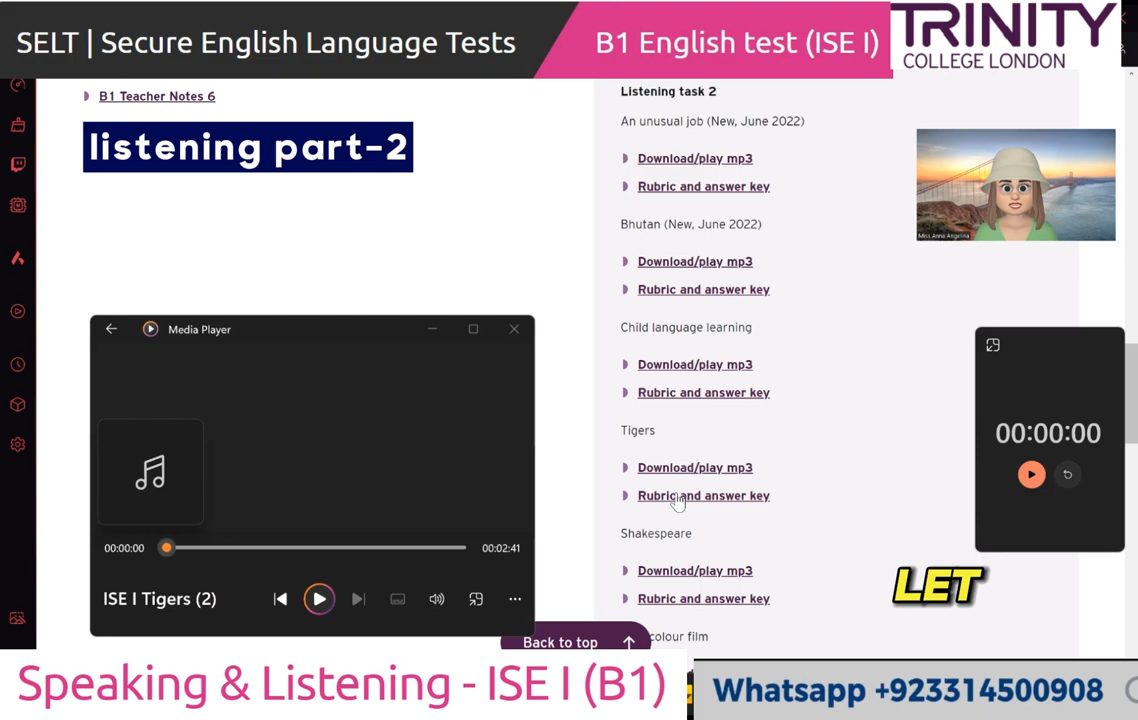 SELT | Secure English Language Tests
B1 English test (ISE I)
TRINITY
COLLEGE LONDON
B1 Teacher Notes 6
listening part-2
Media Player
00:00:00
00:02:41
ISE I Tigers (2)
Listening task 2
An unusual job (New, June 2022)
Download/play mp3
Rubric and answer key
Bhutan (New, June 2022)
Download/play mp3
Rubric and answer key
Child language learning
Download/play mp3
Rubric and answer key
Tigers
Download/play mp3
Rubric and answer key
Shakespeare
Download/play mp3
Rubric and answer key
colour film
Back to top
Miss Anna Angelina
00:00:00
LET
Speaking & Listening - ISE I (B1)
Whatsapp +923314500908